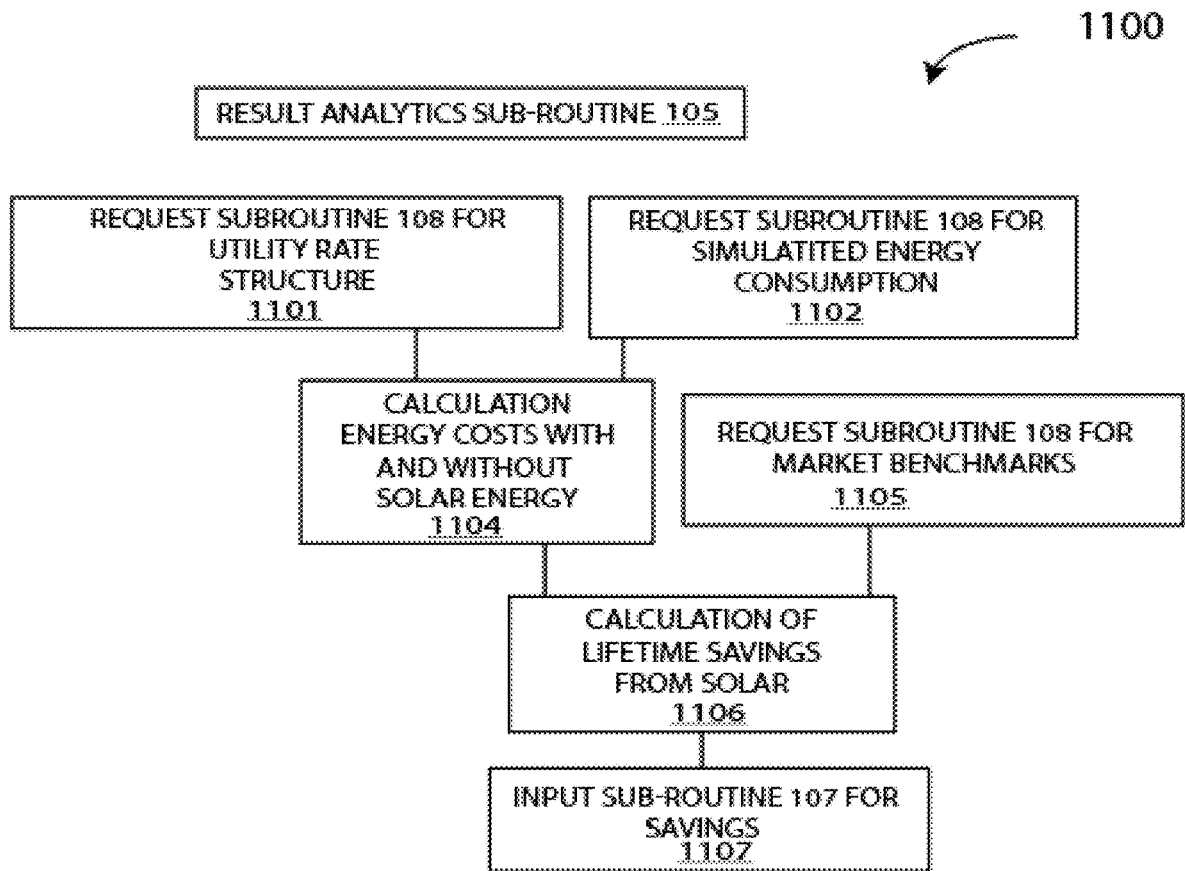 1100
RESULT ANALYTICS SUB-ROUTINE 105
REQUEST SUBROUTINE 108 FOR
UTILITY RATE
STRUCTURE
1101
REQUEST SUBROUTINE 108 FOR
SIMULATITED ENERGY
CONSUMPTION
1102
CALCULATION
ENERGY COSTS WITH
AND WITHOUT
SOLAR ENERGY
1104
REQUEST SUBROUTINE 108 FOR
MARKET BENCHMARKS
1105
CALCULATION OF
LIFETIME SAVINGS
FROM SOLAR
1106
INPUT SUB-ROUTINE 107 FOR
SAVINGS
1107